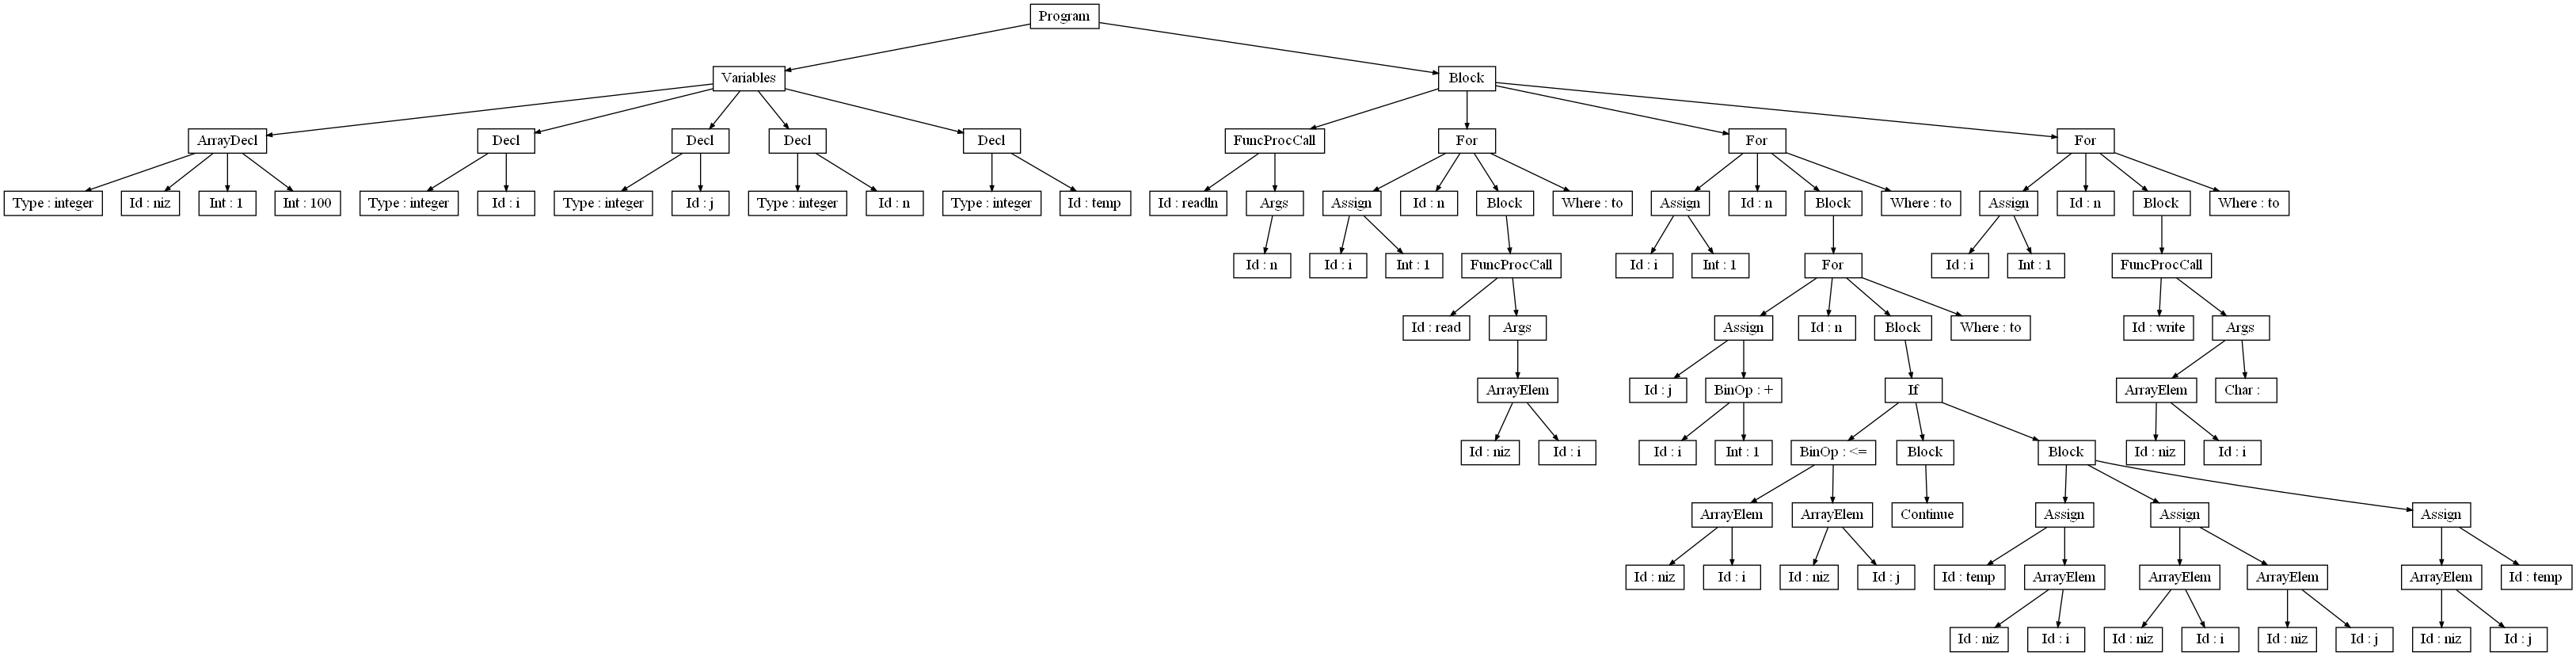 Program
Variables Block
ArrayDecl Decl Decl Decl Decl FuncProcCall For For For
Type : integer Id : niz Int : 1 Int : 100 Type : integer Id : i Type : integer Id : j Type : integer Id : n Type : integer Id : temp Id : readln Args Assign Id : n Block Where : to Assign Id : n Block Where : to Assign Id : n Block Where : to
Id : n Id : i Int : 1 FuncProcCall Id : i Int : 1 For Id : i Int : 1 FuncProcCall
Id : read Args Assign Id : n Block Where : to Id : write Args
ArrayElem Id : j BinOp : + If ArrayElem Char :
Id : niz Id : i Id : i Int : 1 BinOp : <= Block Block Id : niz Id : i
ArrayElem ArrayElem Continue Assign Assign Assign
Id : niz Id : i Id : niz Id : j Id : temp ArrayElem ArrayElem ArrayElem ArrayElem Id : temp
Id : niz Id : i Id : niz Id : i Id : niz Id : j Id : niz Id : j